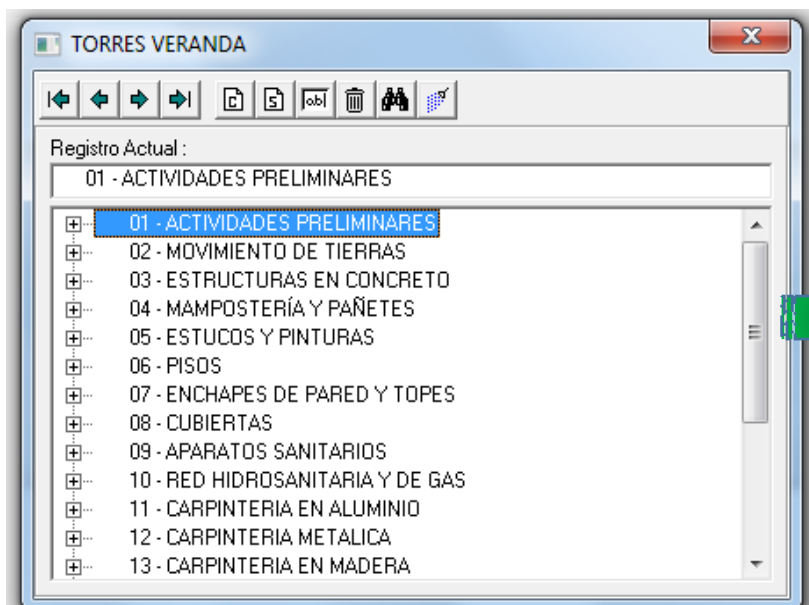 TORRES VERANDA
C S abl
Registro Actual :
01 - ACTIVIDADES PRELIMINARES
01 - ACTIVIDADES PRELIMINARES
02 - MOVIMIENTO DE TIERRAS
03 - ESTRUCTURAS EN CONCRETO
04 - MAMPOSTERÍA Y PAÑETES
05 - ESTUCOS Y PINTURAS
06 - PISOS
07 - ENCHAPES DE PARED Y TOPES
08 - CUBIERTAS
09 - APARATOS SANITARIOS
10 - RED HIDROSANITARIA Y DE GAS
11 - CARPINTERIA EN ALUMINIO
12 - CARPINTERIA METALICA
13 - CARPINTERIA EN MADERA